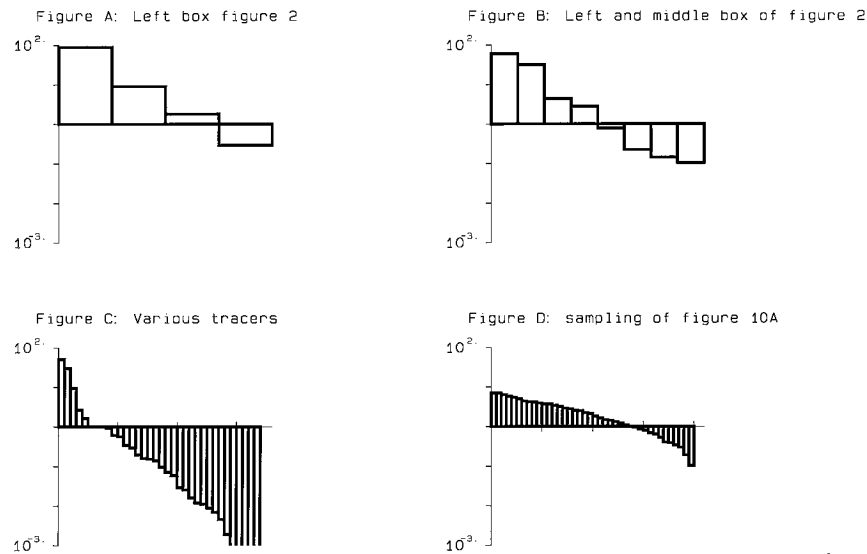 Figure A: Left box figure 2
Figure B: Left and middle box of figure 2
10².
10².
10⁻³.
10⁻³.
Figure C: Various tracers
Figure D: sampling of figure 10A
10².
10².
10⁻³.
10⁻³.